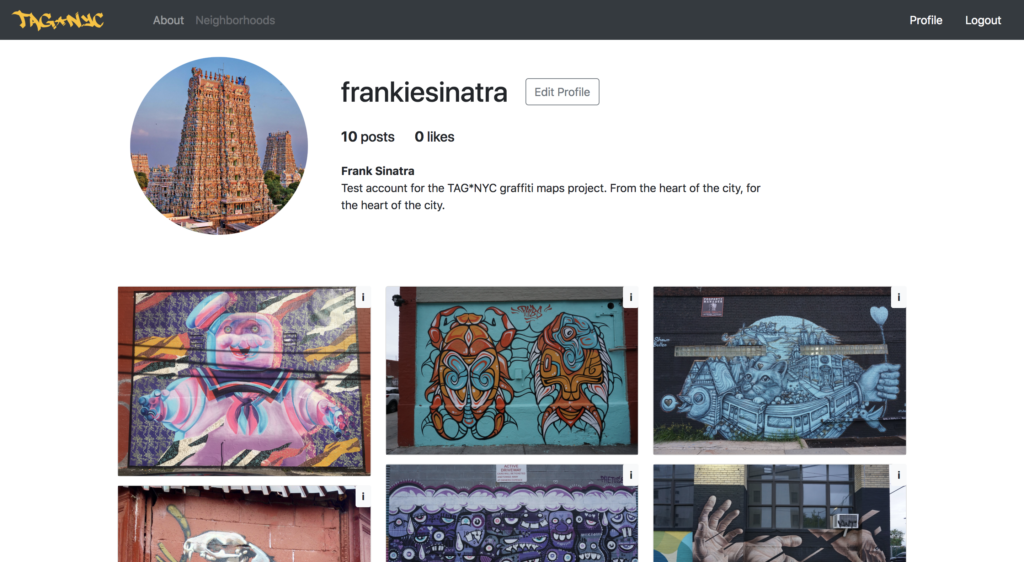 TAG*NYC
About
Neighborhoods
Profile
Logout
frankiesinatra
Edit Profile
10 posts
0 likes
Frank Sinatra
Test account for the TAG*NYC graffiti maps project. From the heart of the city, for
the heart of the city.
i
i
i
i
i
i